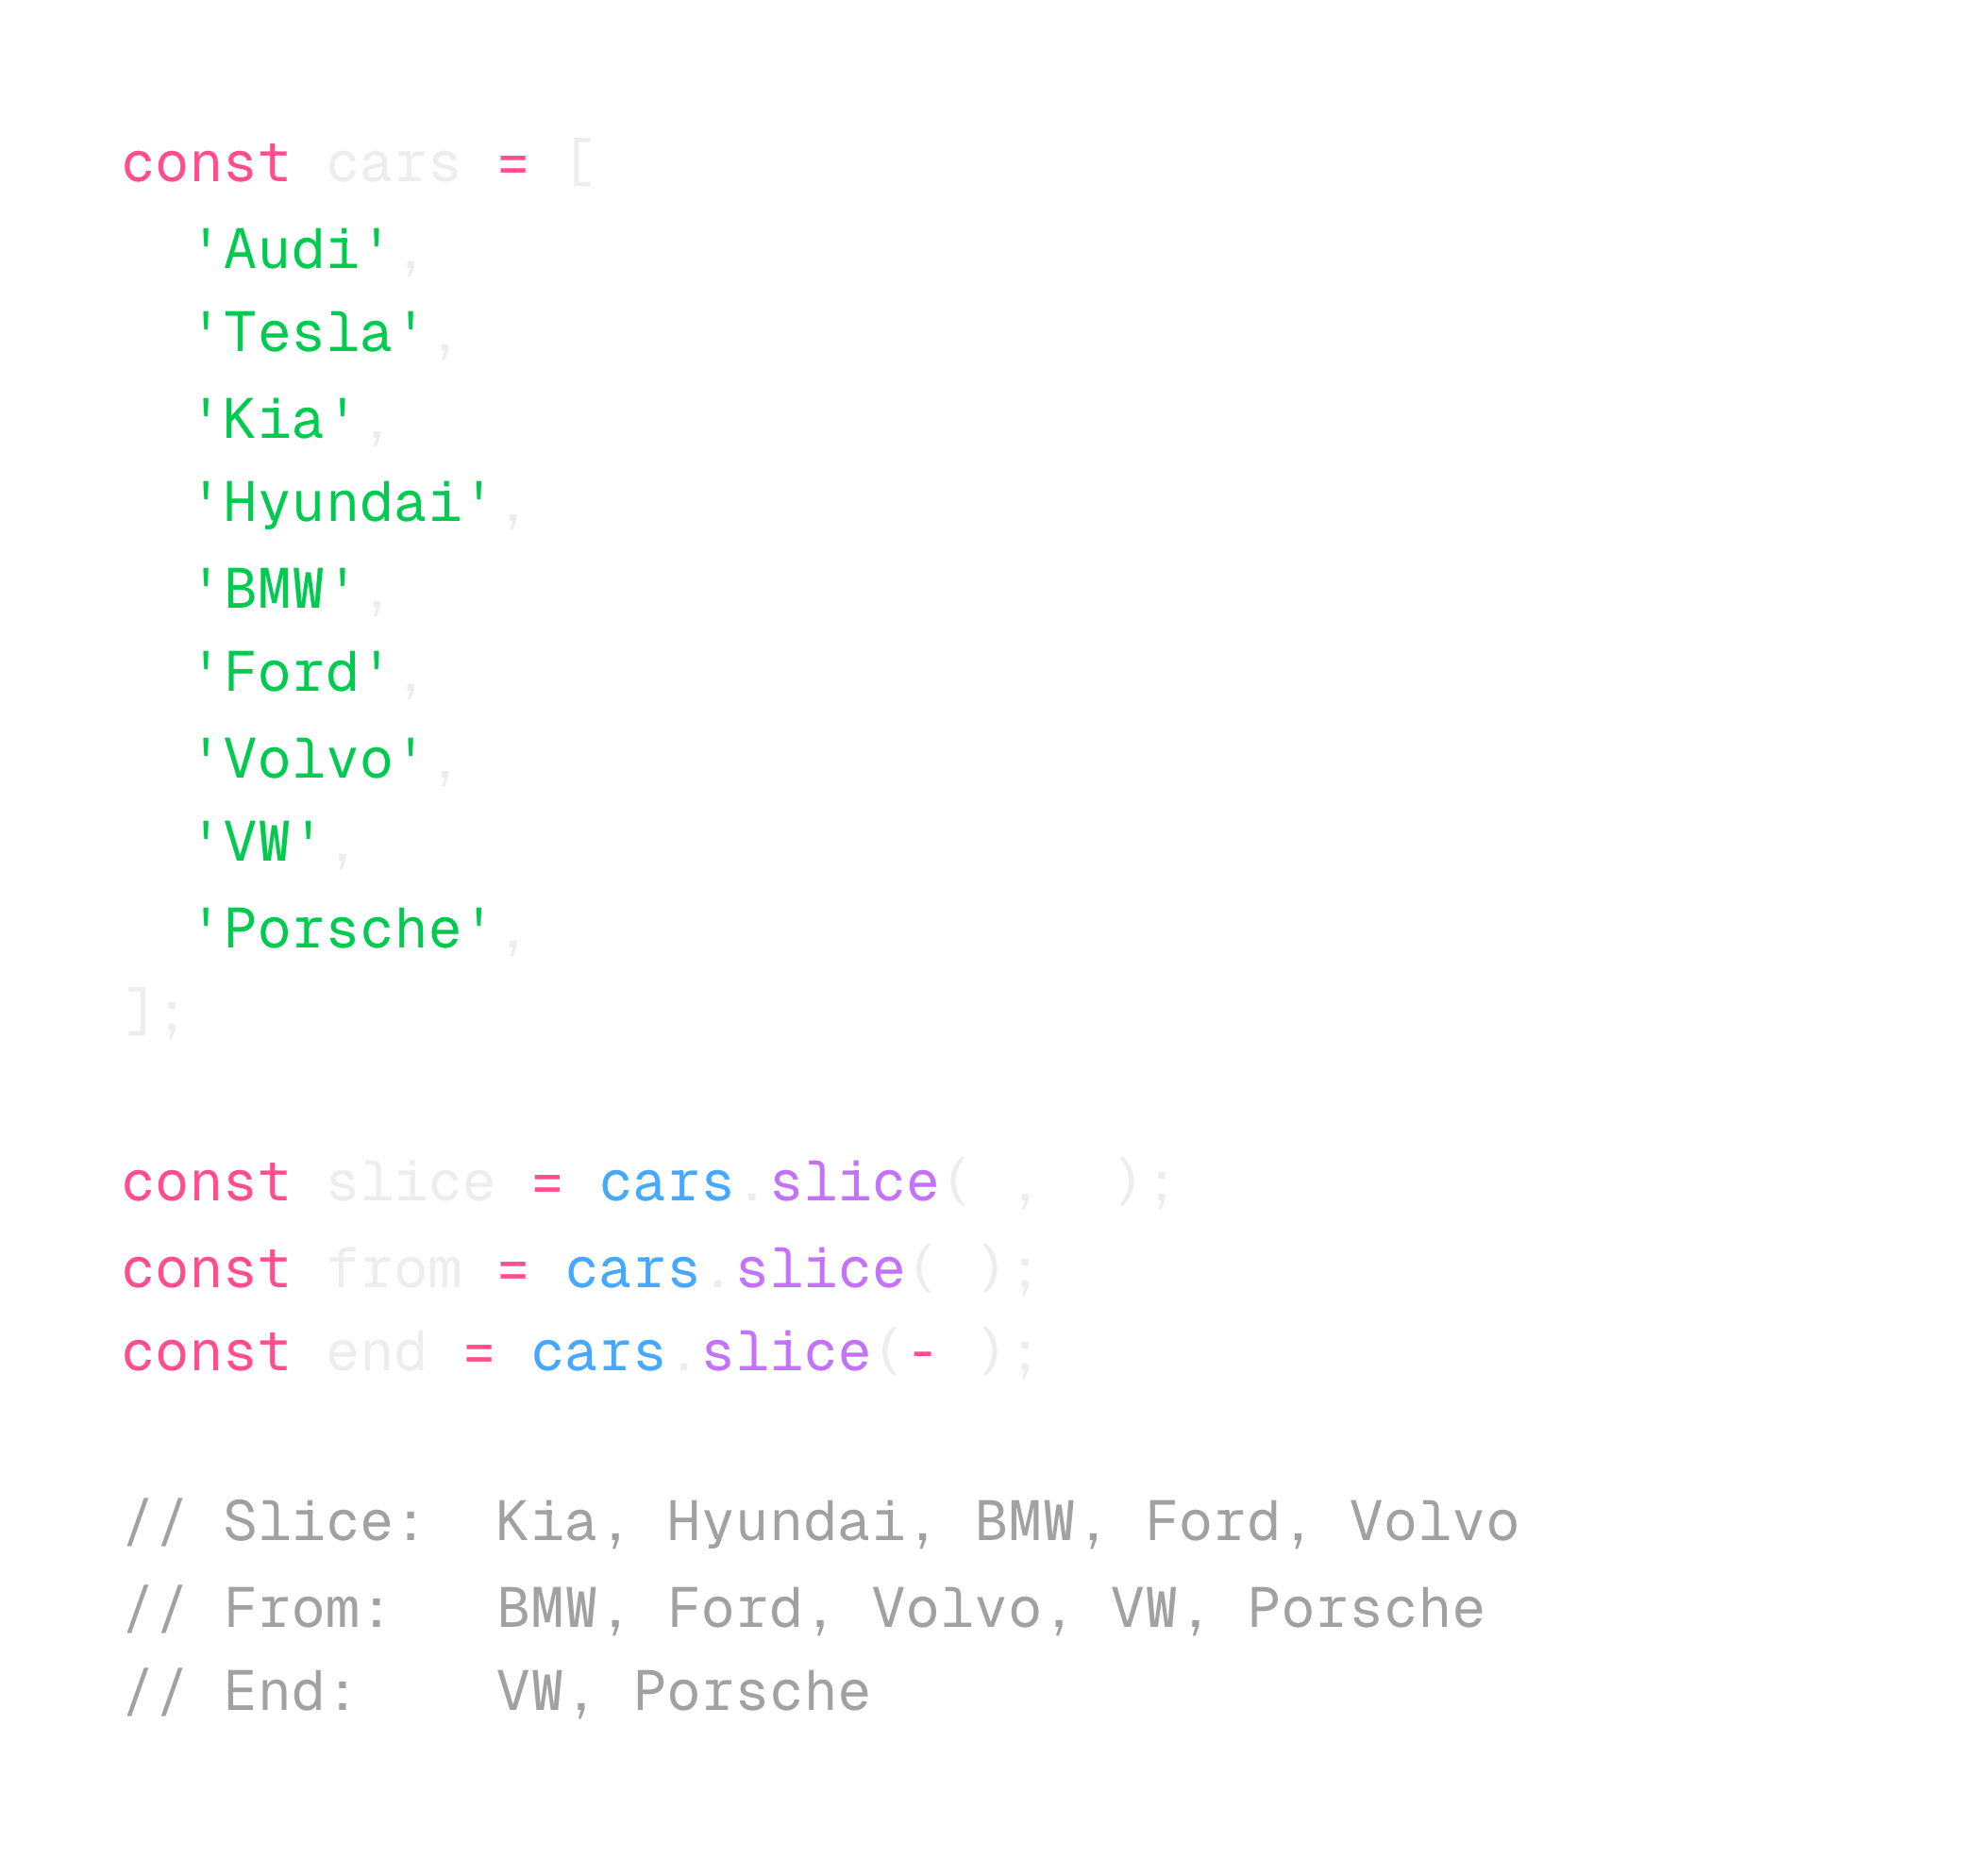 const cars = [
  'Audi',
  'Tesla',
  'Kia',
  'Hyundai',
  'BMW',
  'Ford',
  'Volvo',
  'VW',
  'Porsche',
];
const slice = cars.slice( ,  );
const from = cars.slice( );
const end = cars.slice(- );
// Slice:  Kia, Hyundai, BMW, Ford, Volvo
// From:   BMW, Ford, Volvo, VW, Porsche
// End:    VW, Porsche